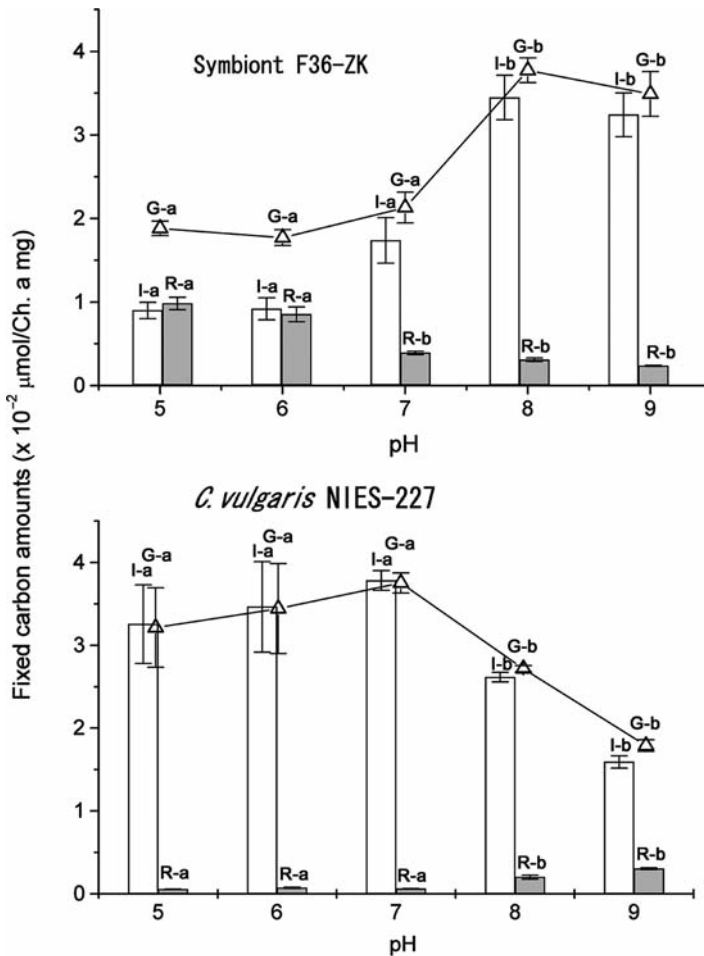 Fixed carbon amounts (x 10⁻² μmol/Ch. a mg)
Symbiont F36-ZK
4
3
2
1
0
G-a
G-a
G-a
G-b
G-b
I-a
R-a
I-a
R-a
I-a
R-b
I-b
R-b
I-b
R-b
5 6 7 8 9
pH
C. vulgaris NIES-227
4
3
2
1
0
G-a
G-a
G-a
G-b
G-b
I-a
R-a
I-a
R-a
I-a
R-a
I-b
R-b
I-b
R-b
5 6 7 8 9
pH